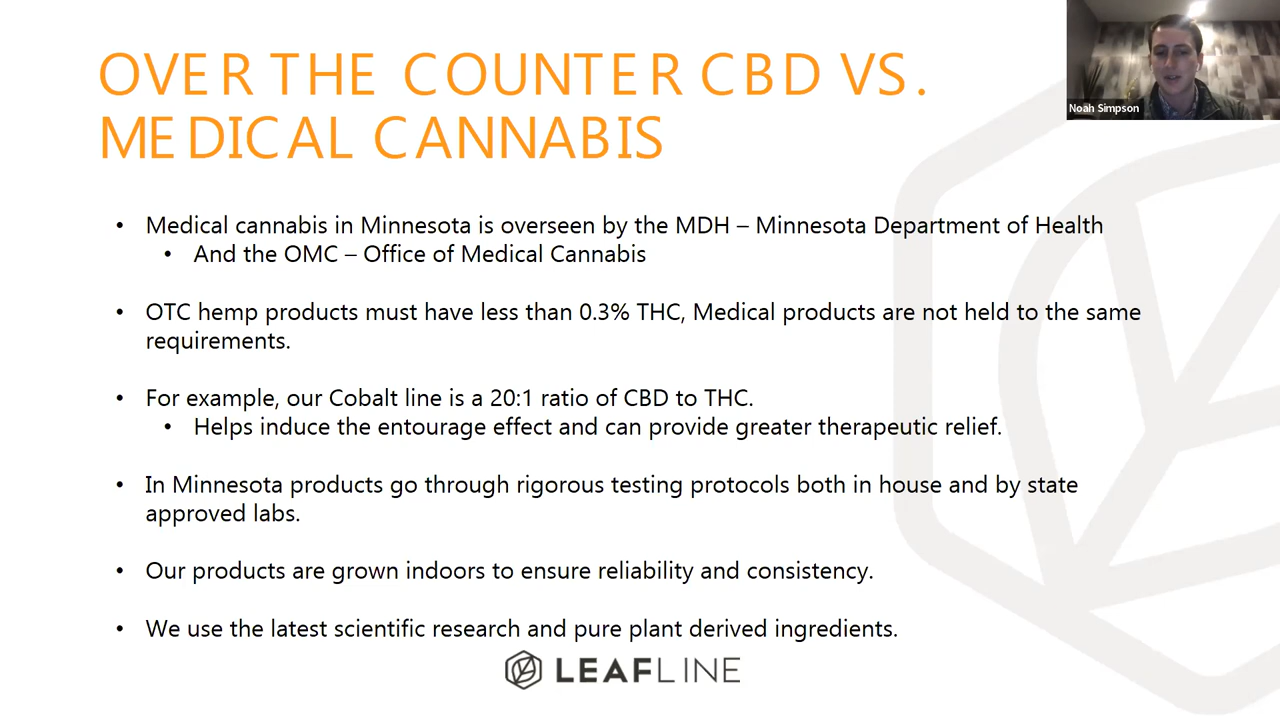 OVER THE COUNTER CBD VS.
MEDICAL CANNABIS
Noah Simpson
• Medical cannabis in Minnesota is overseen by the MDH – Minnesota Department of Health
• And the OMC – Office of Medical Cannabis
• OTC hemp products must have less than 0.3% THC, Medical products are not held to the same
requirements.
• For example, our Cobalt line is a 20:1 ratio of CBD to THC.
• Helps induce the entourage effect and can provide greater therapeutic relief.
• In Minnesota products go through rigorous testing protocols both in house and by state
approved labs.
• Our products are grown indoors to ensure reliability and consistency.
• We use the latest scientific research and pure plant derived ingredients.
LEAFLINE